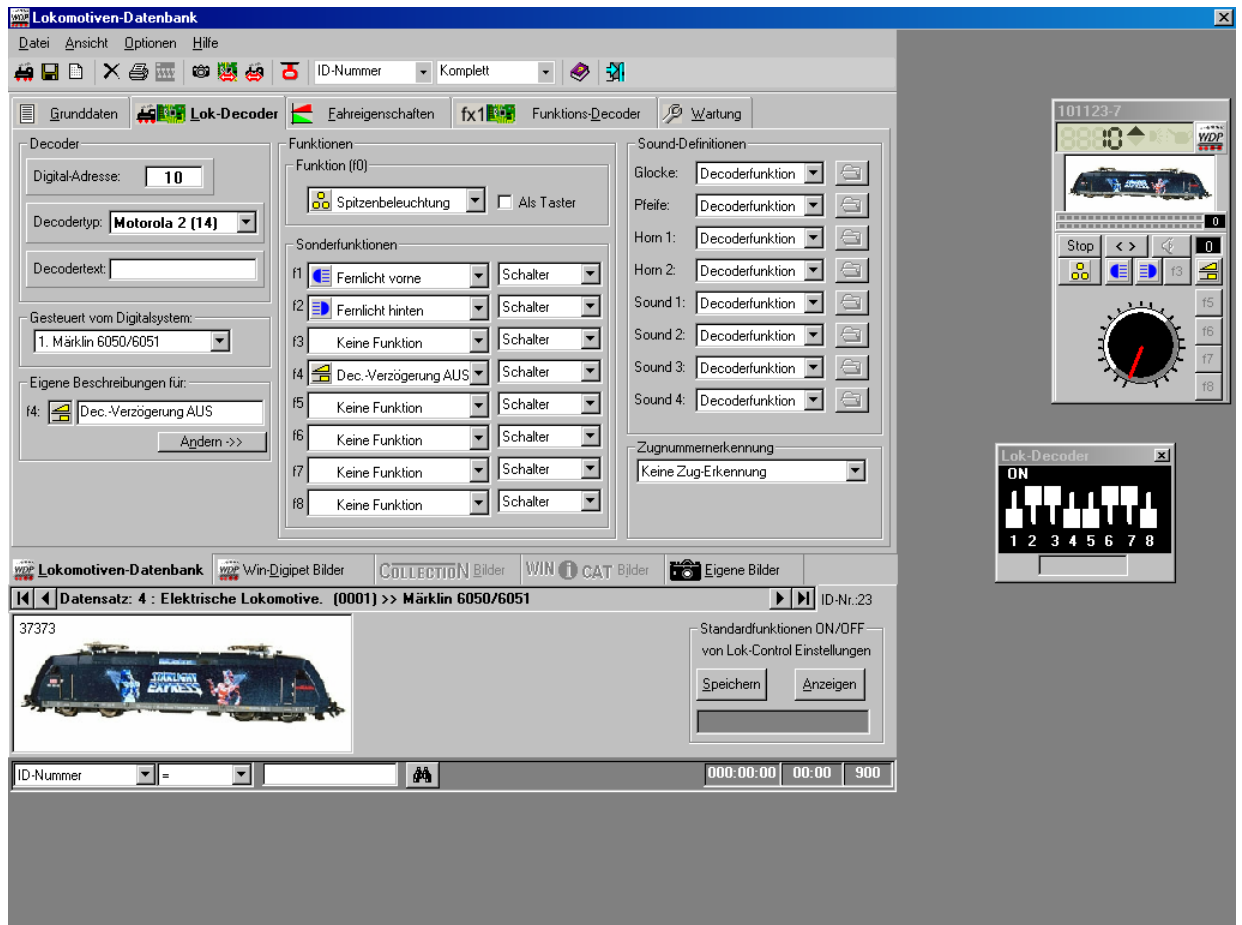 Lokomotiven-Datenbank
Datei Ansicht Optionen Hilfe
ID-Nummer Komplett
Grunddaten Lok-Decoder Fahreigenschaften fx1 Funktions-Decoder Wartung
Decoder
Digital-Adresse: 10
Decodertyp: Motorola 2 (14)
Decodertext:
Gesteuert vom Digitalsystem:
1. Märklin 6050/6051
Eigene Beschreibungen für:
f4: Dec.-Verzögerung AUS
Ändern ->>
Funktionen
Funktion (f0)
Spitzenbeleuchtung Als Taster
Sonderfunktionen
f1 Fernlicht vorne Schalter
f2 Fernlicht hinten Schalter
f3 Keine Funktion Schalter
f4 Dec.-Verzögerung AUS Schalter
f5 Keine Funktion Schalter
f6 Keine Funktion Schalter
f7 Keine Funktion Schalter
f8 Keine Funktion Schalter
Sound-Definitionen
Glocke: Decoderfunktion
Pfeife: Decoderfunktion
Horn 1: Decoderfunktion
Horn 2: Decoderfunktion
Sound 1: Decoderfunktion
Sound 2: Decoderfunktion
Sound 3: Decoderfunktion
Sound 4: Decoderfunktion
Zugnummernerkennung
Keine Zug-Erkennung
101123-7
10 WDP
0
Stop < > 0
f3
f5
f6
f7
f8
Lok-Decoder
ON
1 2 3 4 5 6 7 8
WDP Lokomotiven-Datenbank WDP Win-Digipet Bilder COLLECTION Bilder WIN i CAT Bilder Eigene Bilder
Datensatz: 4 : Elektrische Lokomotive. (0001) >> Märklin 6050/6051 ID-Nr.:23
37373
STARLIGHT
EXPRESS
Standardfunktionen ON/OFF
von Lok-Control Einstellungen
Speichern Anzeigen
ID-Nummer = 000:00:00 00:00 900